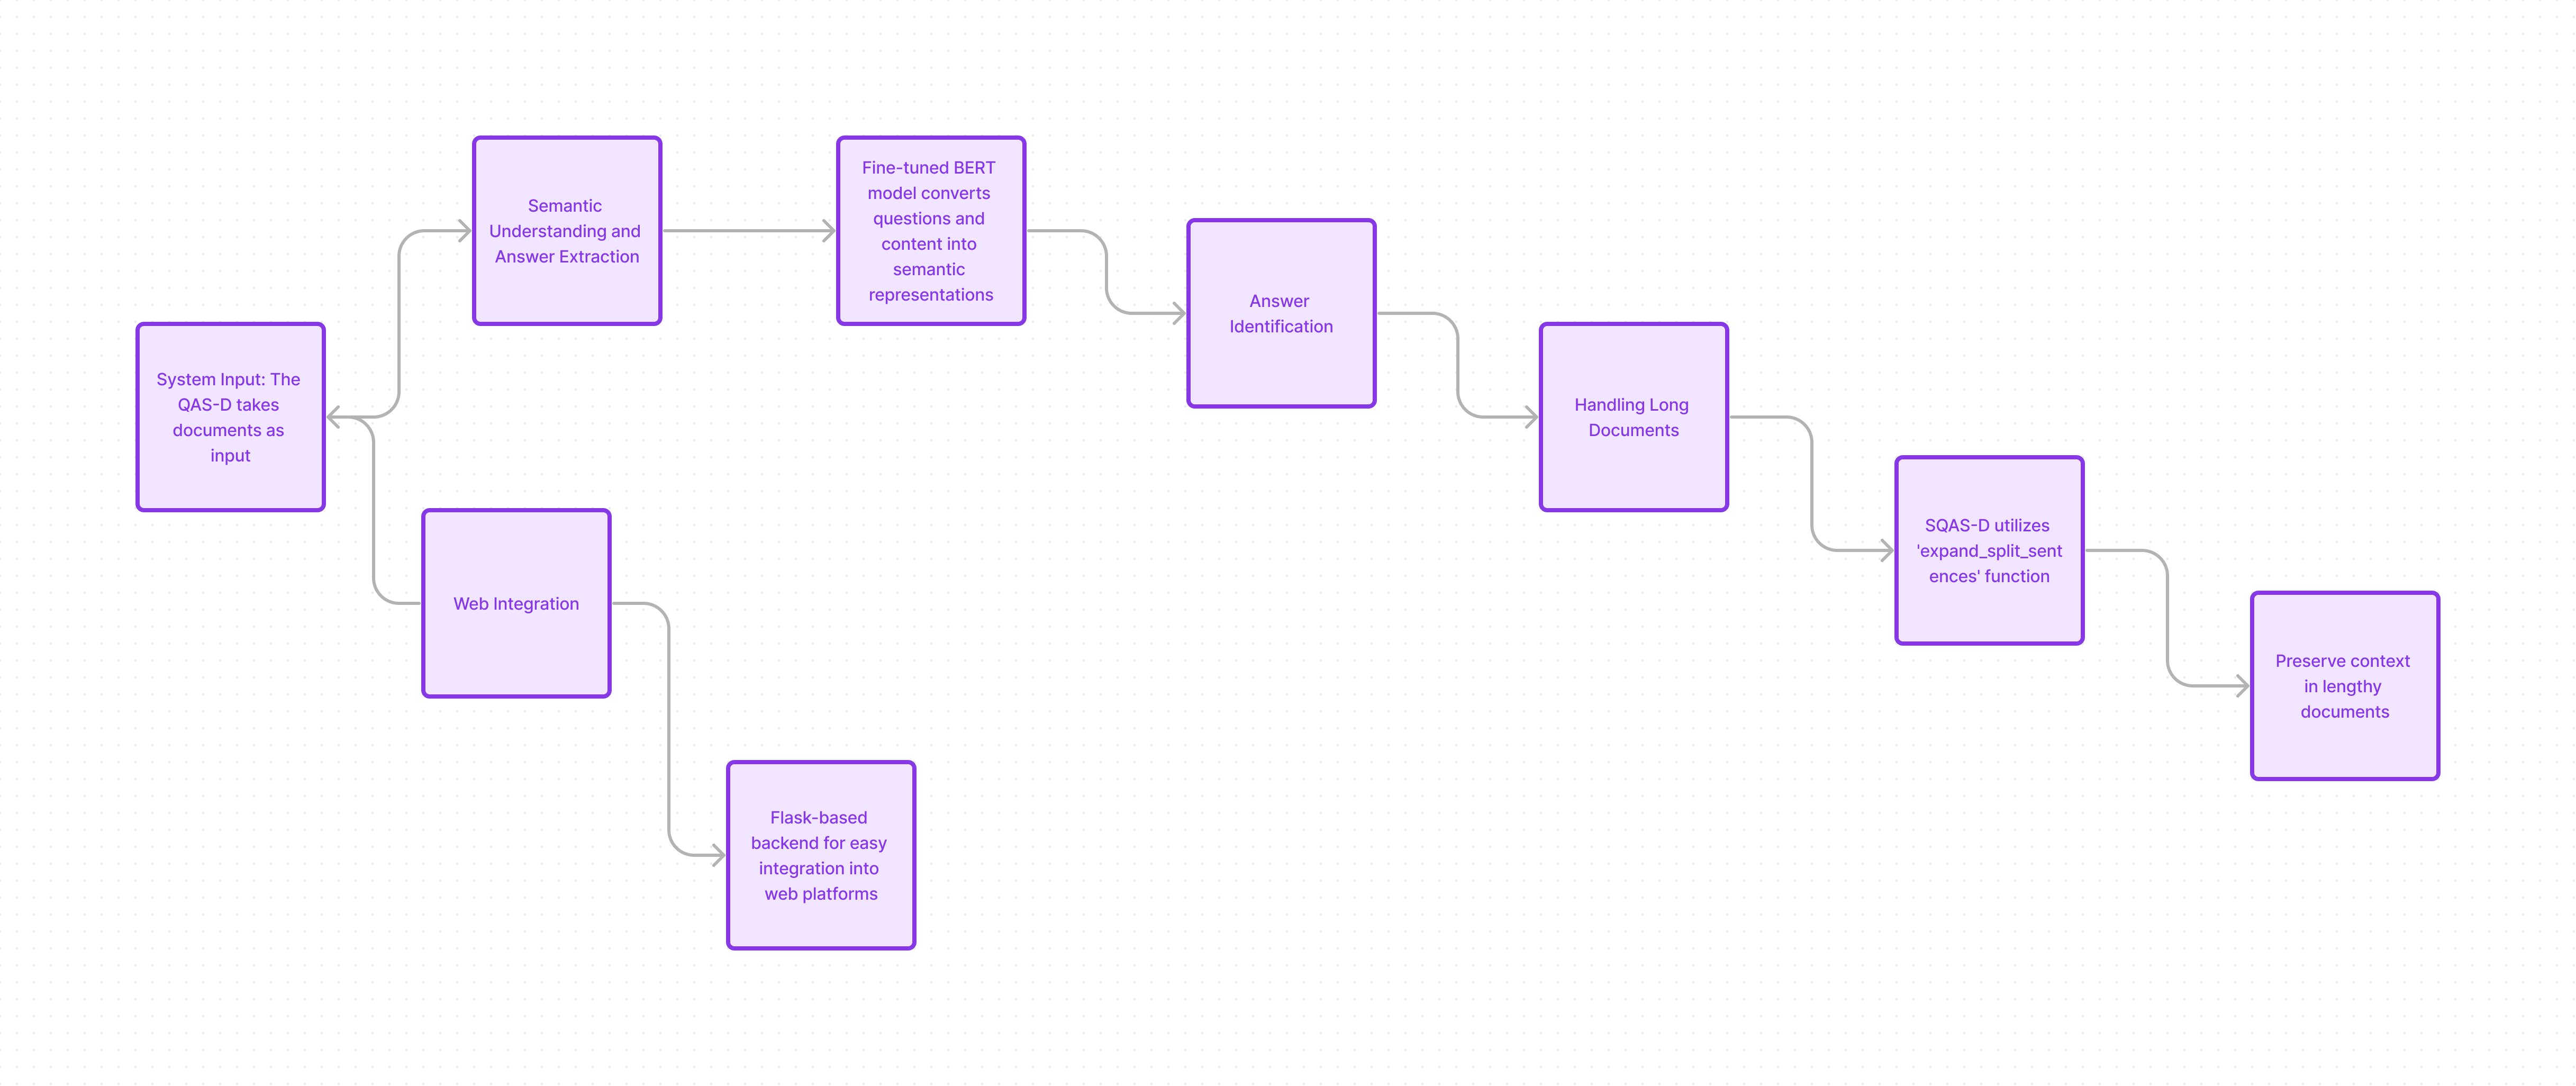 System Input: The
QAS-D takes
documents as
input
Semantic
Understanding and
Answer Extraction
Fine-tuned BERT
model converts
questions and
content into
semantic
representations
Answer
Identification
Handling Long
Documents
SQAS-D utilizes
'expand_split_sent
ences' function
Preserve context
in lengthy
documents
Web Integration
Flask-based
backend for easy
integration into
web platforms